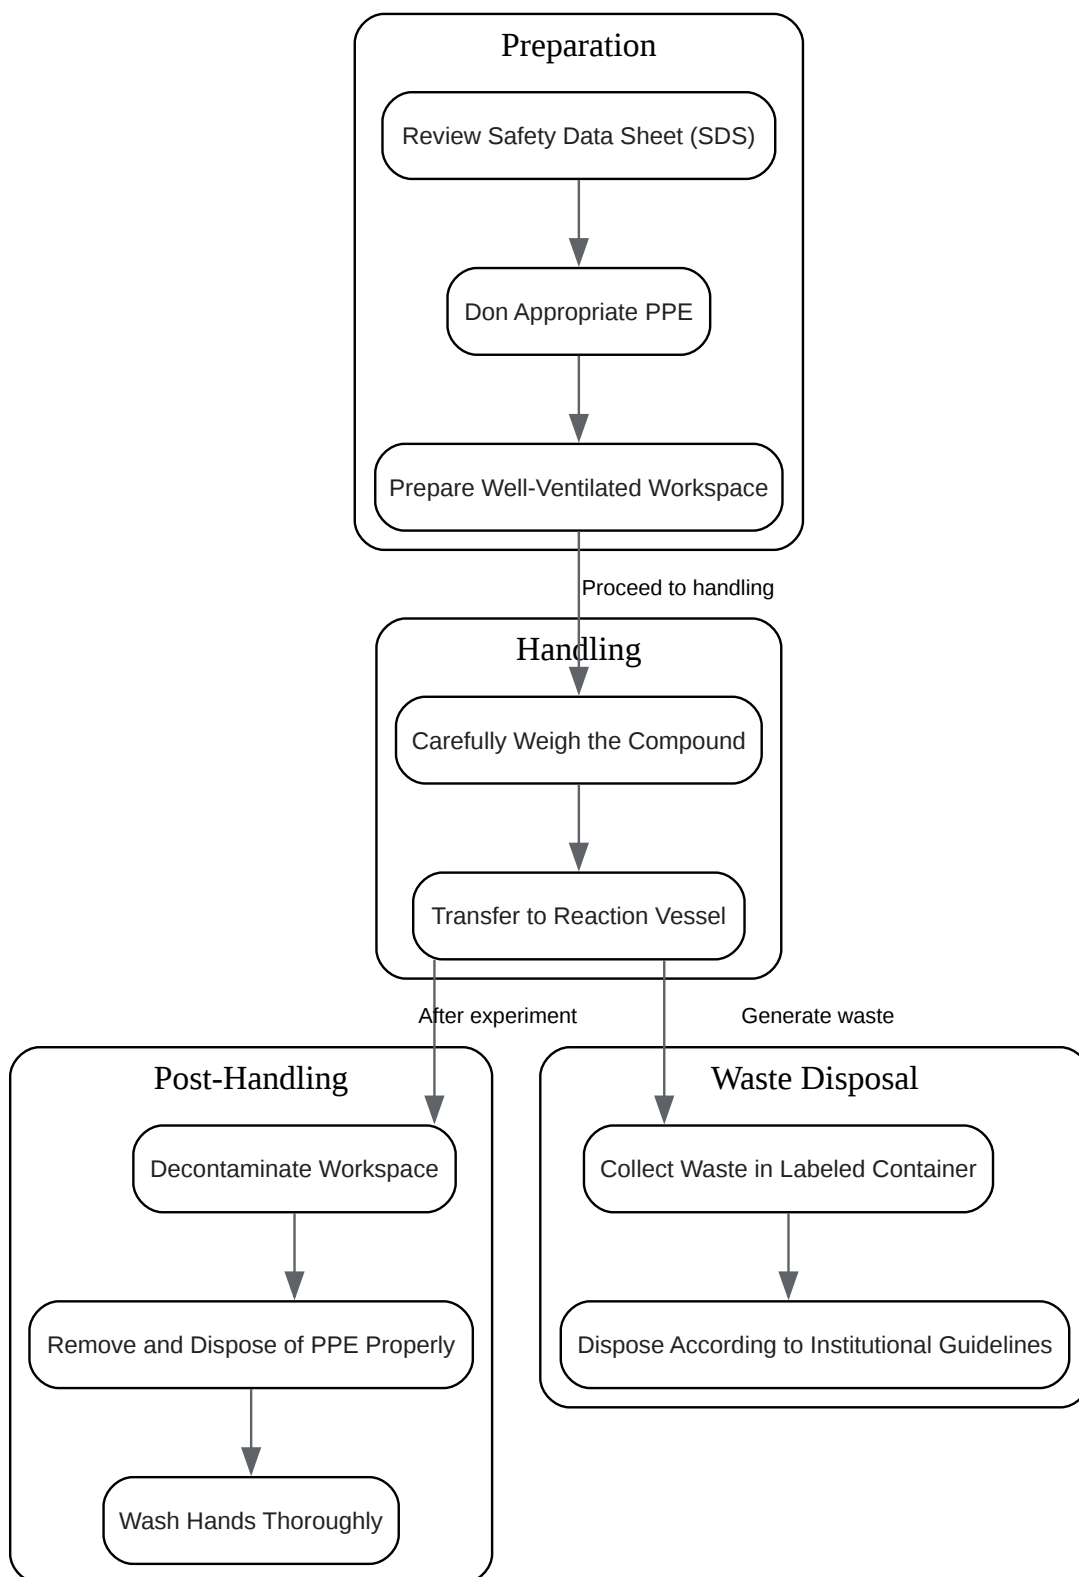 Preparation
Review Safety Data Sheet (SDS)
Don Appropriate PPE
Prepare Well-Ventilated Workspace
Proceed to handling
Handling
Carefully Weigh the Compound
Transfer to Reaction Vessel
After experiment
Generate waste
Post-Handling
Waste Disposal
Decontaminate Workspace
Collect Waste in Labeled Container
Remove and Dispose of PPE Properly
Dispose According to Institutional Guidelines
Wash Hands Thoroughly